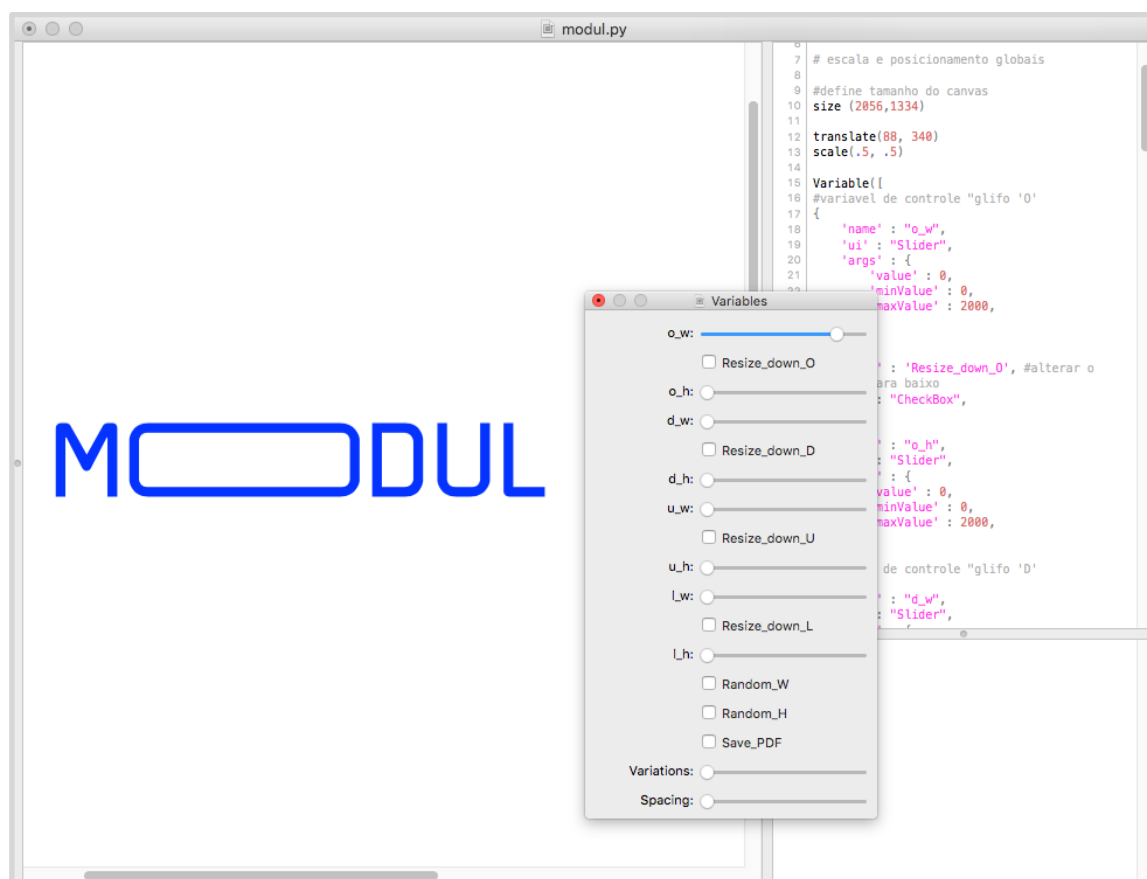 modul.py
MODUL
6
7 # escala e posicionamento globais
8
9 #define tamanho do canvas
10 size (2056,1334)
11
12 translate(88, 340)
13 scale(.5, .5)
14
15 Variable([
16 #variavel de controle "glifo 'O'
17 {
18 'name' : "o_w",
19 'ui' : "Slider",
20 'args' : {
21 'value' : 0,
'minValue' : 0,
maxValue' : 2000,
' : 'Resize_down_O', #alterar o
ara baixo
: "CheckBox",
' : "o_h",
: "Slider",
' : {
value' : 0,
minValue' : 0,
maxValue' : 2000,
de controle "glifo 'D'
' : "d_w",
: "Slider",
Variables
o_w:
Resize_down_O
o_h:
d_w:
Resize_down_D
d_h:
u_w:
Resize_down_U
u_h:
l_w:
Resize_down_L
l_h:
Random_W
Random_H
Save_PDF
Variations:
Spacing: